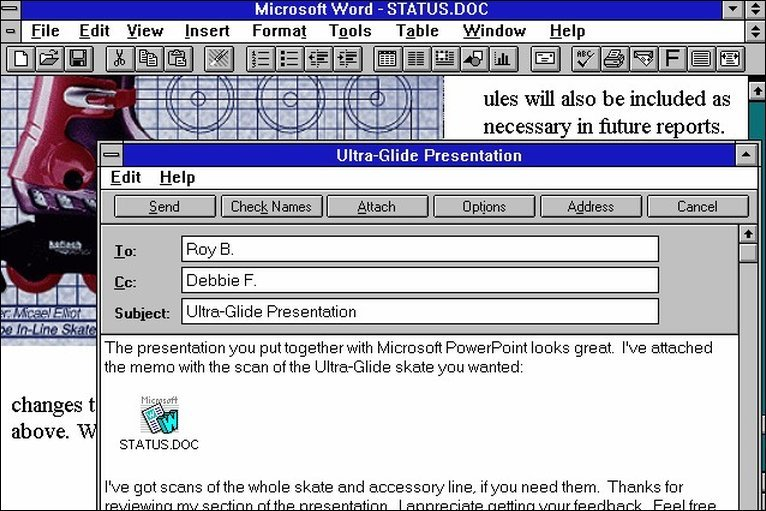 Microsoft Word - STATUS.DOC
File Edit View Insert Format Tools Table Window Help
ules will also be included as
necessary in future reports.
Ultra-Glide Presentation
Edit Help
Send Check Names Attach Options Address Cancel
To: Roy B.
Cc: Debbie F.
Subject: Ultra-Glide Presentation
er: Micael Elliot
pe In-Line Skate
The presentation you put together with Microsoft PowerPoint looks great. I've attached
the memo with the scan of the Ultra-Glide skate you wanted:
Microsoft
W
STATUS.DOC
changes t
above. W
I've got scans of the whole skate and accessory line, if you need them. Thanks for
reviewing my section of the presentation. I appreciate getting your feedback. Feel free